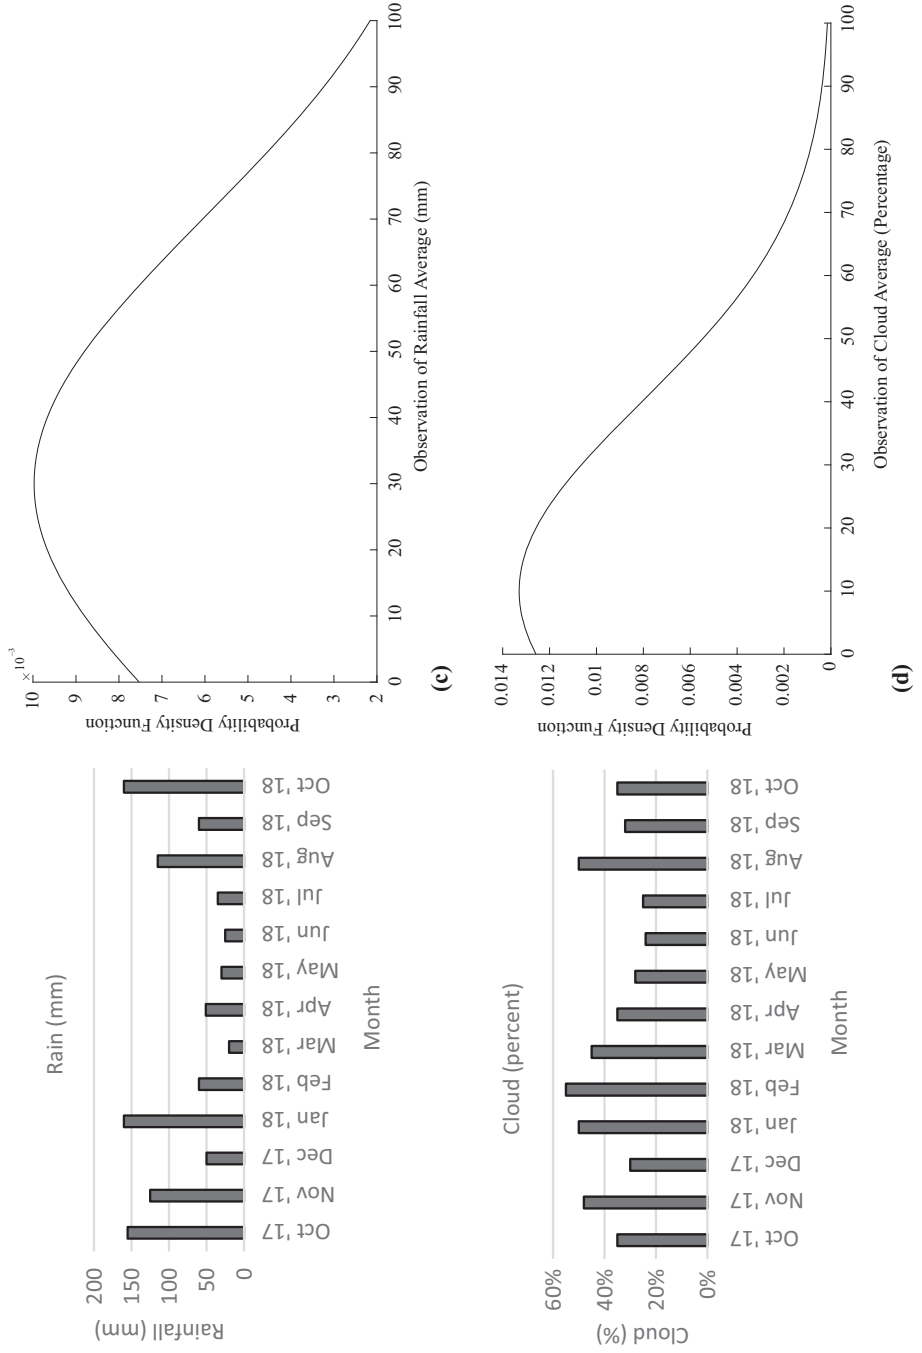 Rain (mm)
Rainfall (mm)
200
150
100
50
0
Oct '17
Nov '17
Dec '17
Jan '18
Feb '18
Mar '18
Apr '18
May '18
Jun '18
Jul '18
Aug '18
Sep '18
Oct '18
Month
× 10⁻³
Probability Density Function
10
9
8
7
6
5
4
3
2
0 10 20 30 40 50 60 70 80 90 100
Observation of Rainfall Average (mm)
(c)
Cloud (percent)
Cloud (%)
60%
40%
20%
0%
Oct '17
Nov '17
Dec '17
Jan '18
Feb '18
Mar '18
Apr '18
May '18
Jun '18
Jul '18
Aug '18
Sep '18
Oct '18
Month
Probability Density Function
0.014
0.012
0.01
0.008
0.006
0.004
0.002
0
0 10 20 30 40 50 60 70 80 90 100
Observation of Cloud Average (Percentage)
(d)